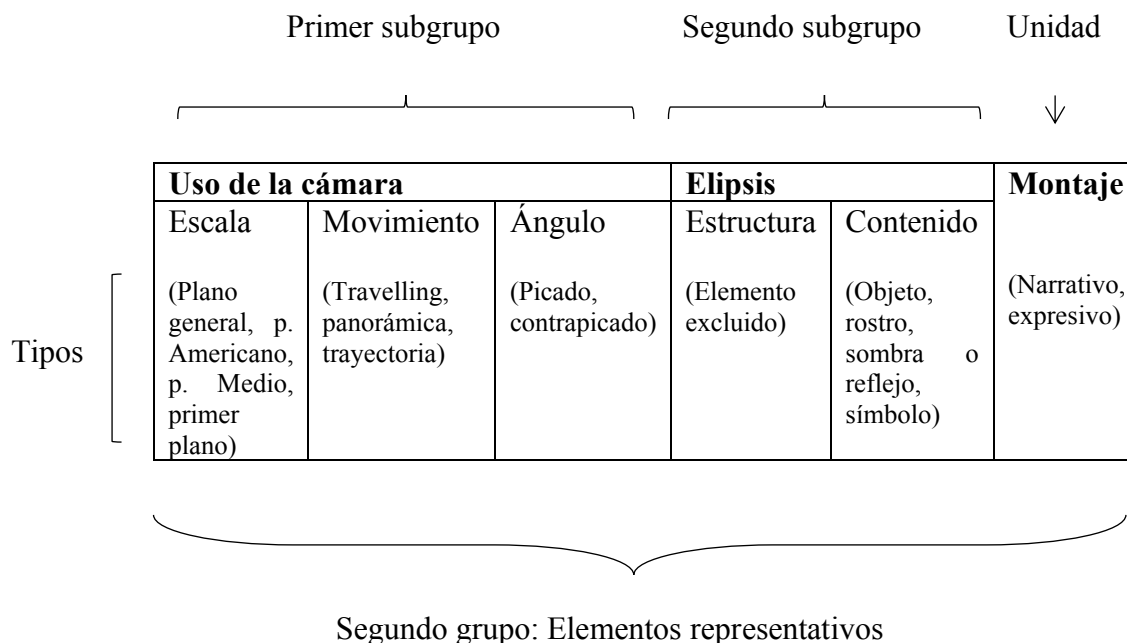 Primer subgrupo Segundo subgrupo Unidad
Uso de la cámara Elipsis Montaje
Escala Movimiento Ángulo Estructura Contenido
Tipos
(Plano
general, p.
Americano,
p. Medio,
primer
plano)
(Travelling,
panorámica,
trayectoria)
(Picado,
contrapicado)
(Elemento
excluido)
(Objeto,
rostro,
sombra o
reflejo,
símbolo)
(Narrativo,
expresivo)
Segundo grupo: Elementos representativos